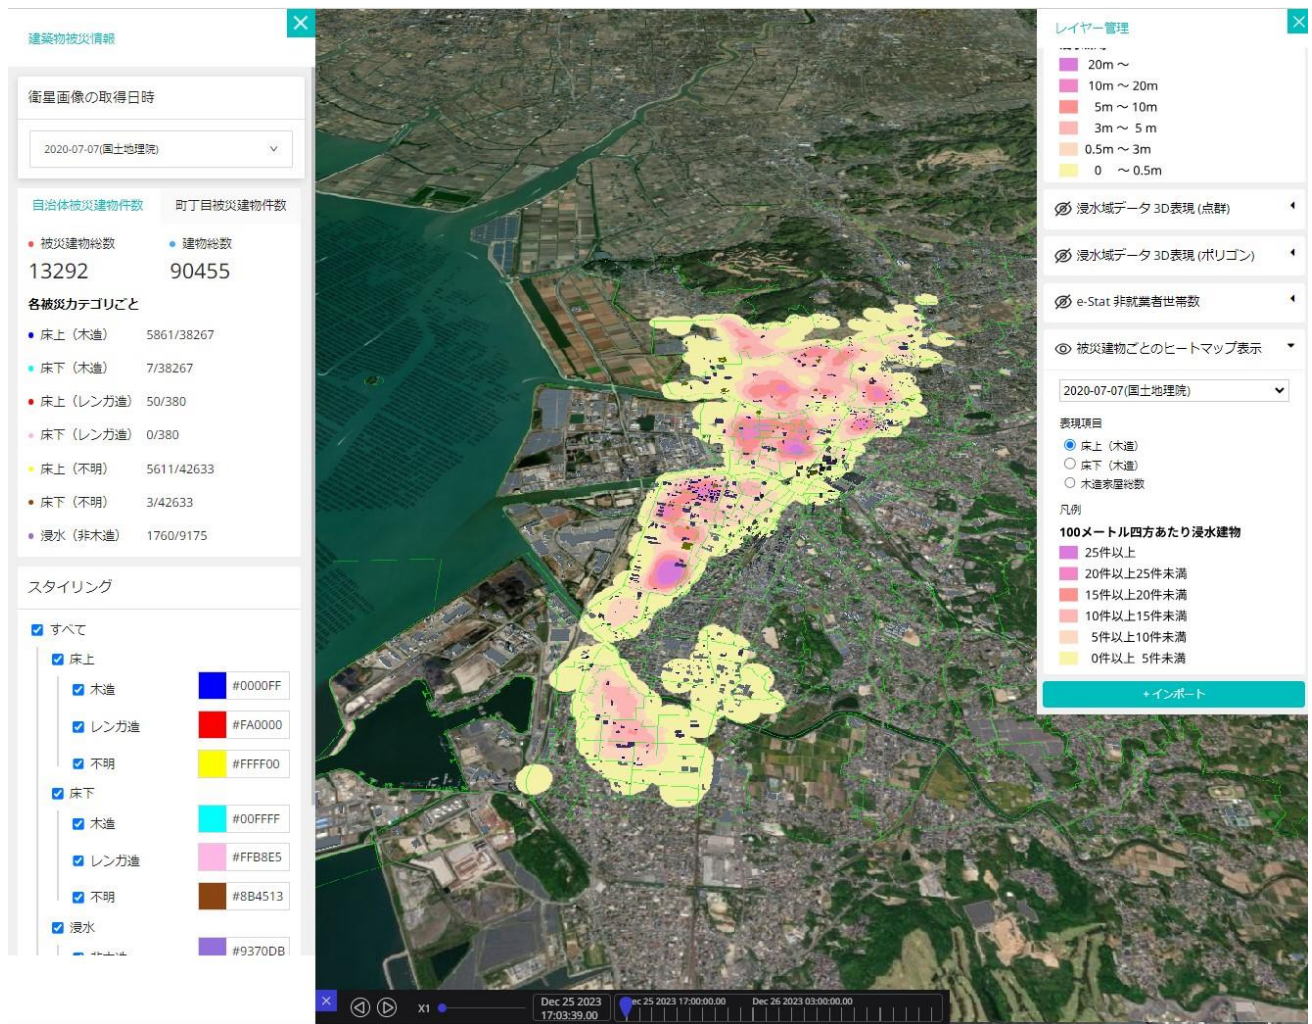 建築物被災情報
衛星画像の取得日時
2020-07-07(国土地理院)
自治体被災建物件数 町丁目被災建物件数
被災建物総数 建物総数
13292 90455
各被災カテゴリごと
床上（木造） 5861/38267
床下（木造） 7/38267
床上（レンガ造） 50/380
床下（レンガ造） 0/380
床上（不明） 5611/42633
床下（不明） 3/42633
浸水（非木造） 1760/9175
スタイリング
すべて
床上
木造 #0000FF
レンガ造 #FA0000
不明 #FFFF00
床下
木造 #00FFFF
レンガ造 #FFB8E5
不明 #8B4513
浸水
#9370DB
X1
Dec 25 2023
17:03:39.00
ec 25 2023 17:00:00.00 Dec 26 2023 03:00:00.00
レイヤー管理
20m ～
10m ～ 20m
5m ～ 10m
3m ～ 5 m
0.5m ～ 3m
0 ～ 0.5m
浸水域データ 3D表現 (点群)
浸水域データ 3D表現 (ポリゴン)
e-Stat 非就業者世帯数
被災建物ごとのヒートマップ表示
2020-07-07(国土地理院)
表現項目
床上（木造）
床下（木造）
木造家屋総数
凡例
100メートル四方あたり浸水建物
25件以上
20件以上25件未満
15件以上20件未満
10件以上15件未満
5件以上10件未満
0件以上 5件未満
+インポート